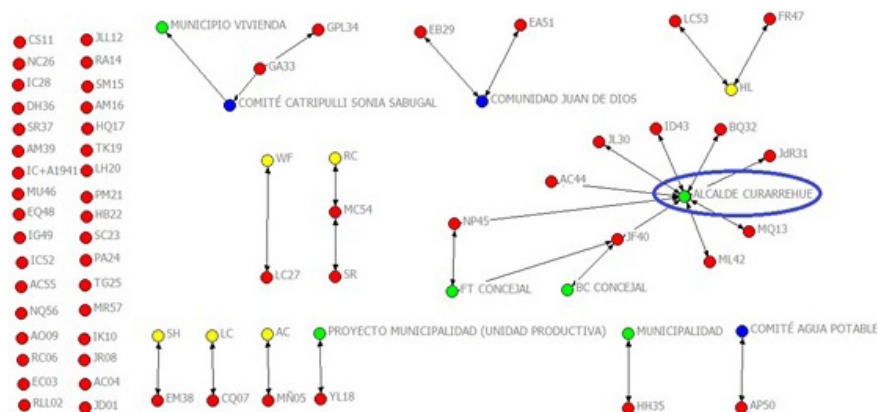 CS11
NC26
IC28
DH36
SR37
AM39
IC+A1941
MU46
EQ48
IG49
IC52
AC55
NQ56
AO09
RC06
EC03
RLL02
JLL12
RA14
SM15
AM16
HQ17
TK19
LH20
PM21
HB22
SC23
PA24
TG25
MR57
IK10
JR08
AC04
JD01
MUNICIPIO VIVIENDA
GPL34
GA33
COMITÉ CATRIPULLI SONIA SABUGAL
EB29
EA51
COMUNIDAD JUAN DE DIOS
LC53
FR47
HL
WF
RC
MC54
LC27
SR
JL30
ID43
BQ32
JdR31
AC44
ALCALDE CURARREHUE
NP45
JF40
MQ13
ML42
FT CONCEJAL
BC CONCEJAL
SH
LC
AC
PROYECTO MUNICIPALIDAD (UNIDAD PRODUCTIVA)
MUNICIPALIDAD
COMITÉ AGUA POTABLE
EM38
CQ07
MÑ05
YL18
HH35
AP50